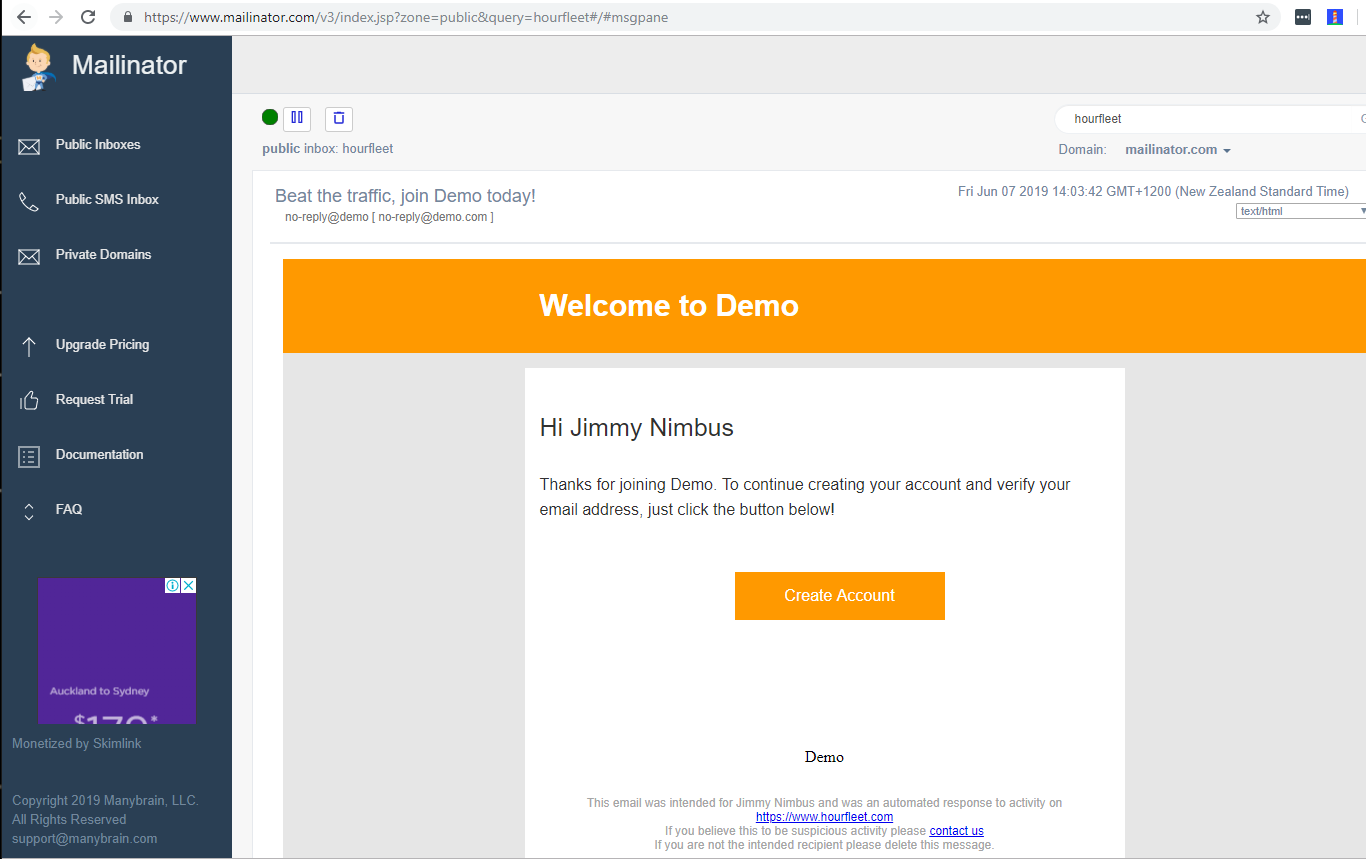 https://www.mailinator.com/v3/index.jsp?zone=public&query=hourfleet#/#msgpane
Mailinator
Public Inboxes
Public SMS Inbox
Private Domains
Upgrade Pricing
Request Trial
Documentation
FAQ
Auckland to Sydney
Monetized by Skimlink
Copyright 2019 Manybrain, LLC.
All Rights Reserved
support@manybrain.com
hourfleet
public inbox: hourfleet
Domain: mailinator.com
Beat the traffic, join Demo today!
Fri Jun 07 2019 14:03:42 GMT+1200 (New Zealand Standard Time)
no-reply@demo [ no-reply@demo.com ]
text/html
Welcome to Demo
Hi Jimmy Nimbus
Thanks for joining Demo. To continue creating your account and verify your
email address, just click the button below!
Create Account
Demo
This email was intended for Jimmy Nimbus and was an automated response to activity on
https://www.hourfleet.com
If you believe this to be suspicious activity please contact us
If you are not the intended recipient please delete this message.